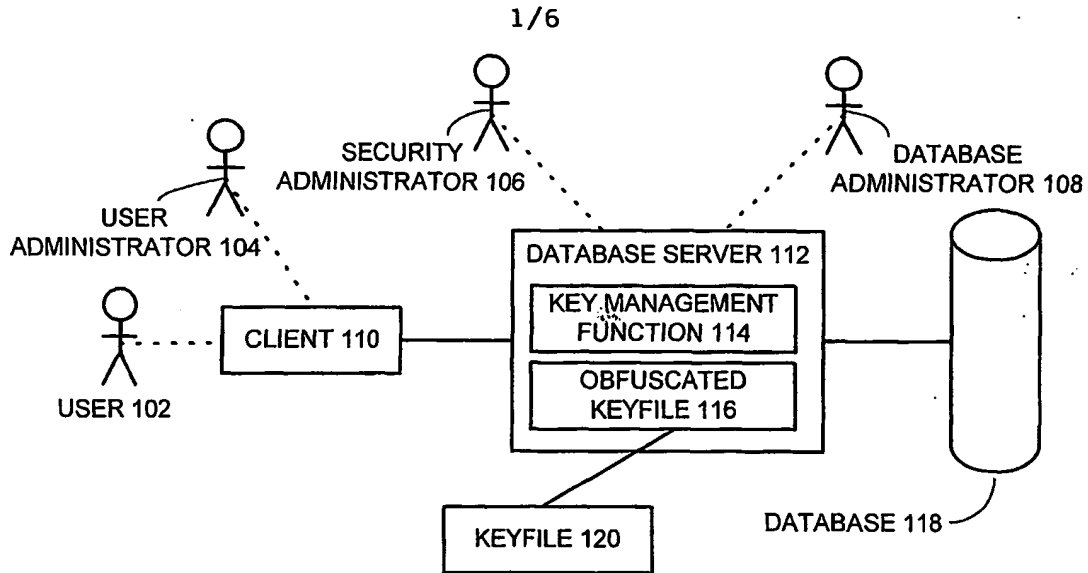 1/6
SECURITY
ADMINISTRATOR 106
DATABASE
ADMINISTRATOR 108
USER
ADMINISTRATOR 104
DATABASE SERVER 112
KEY MANAGEMENT
FUNCTION 114
CLIENT 110
OBFUSCATED
KEYFILE 116
USER 102
KEYFILE 120
DATABASE 118